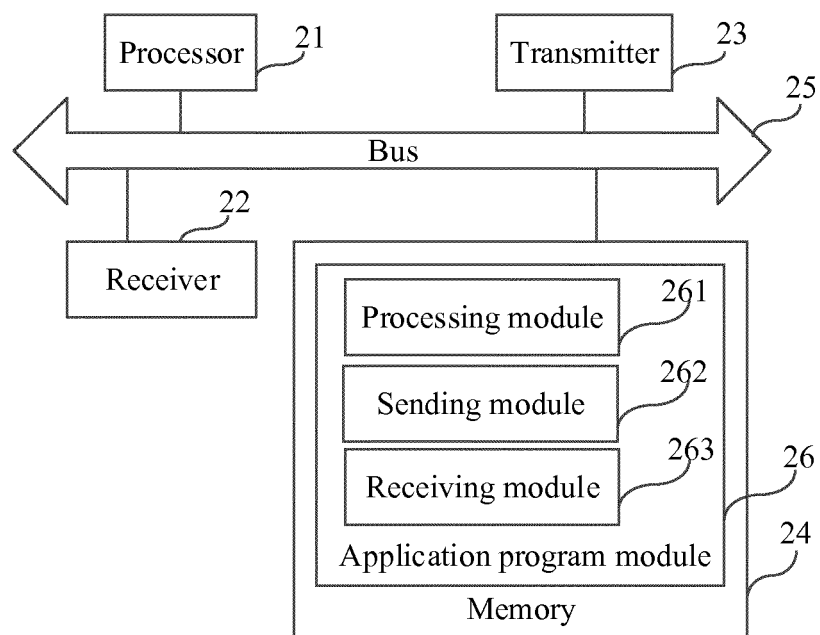 Processor
21
Transmitter
23
25
Bus
22
Receiver
Processing module
261
Sending module
262
Receiving module
263
26
Application program module
24
Memory